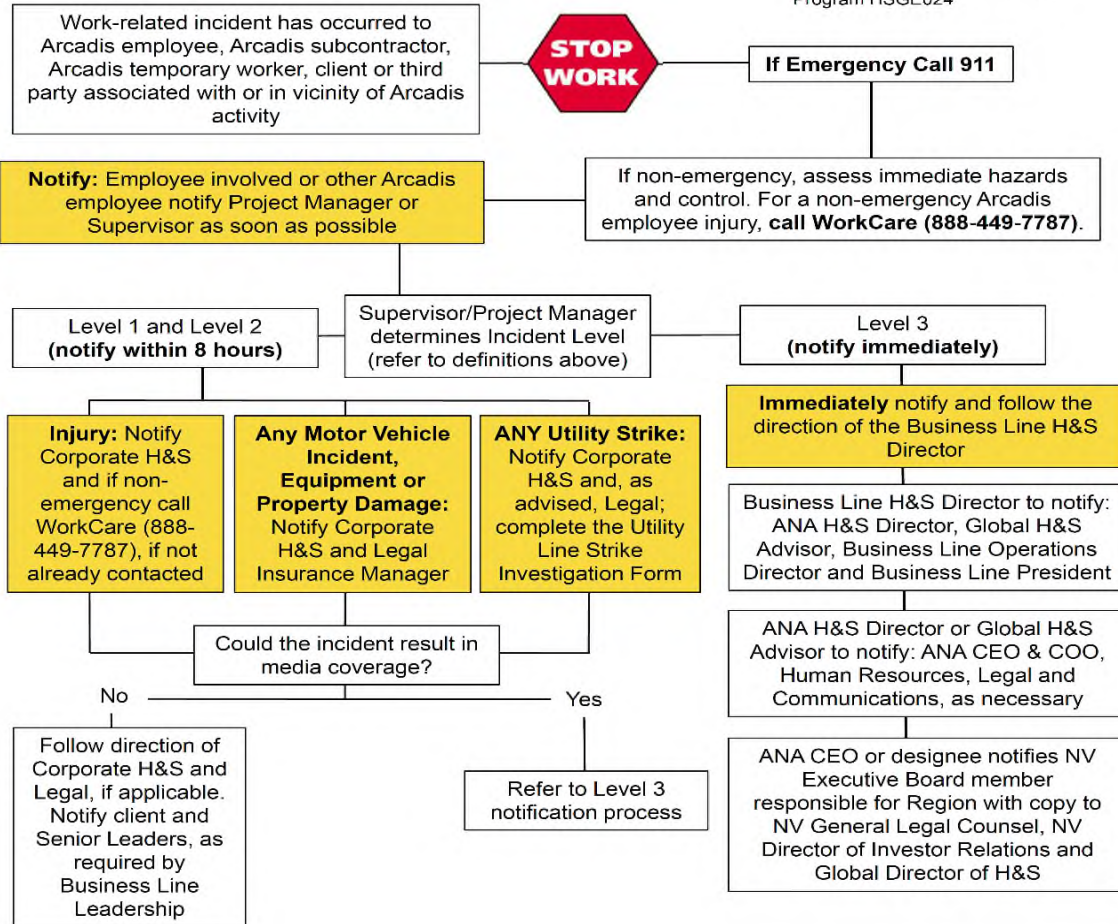 Program HSGE024
Work-related incident has occurred to
Arcadis employee, Arcadis subcontractor,
Arcadis temporary worker, client or third
party associated with or in vicinity of Arcadis
activity
STOP
WORK
If Emergency Call 911
Notify: Employee involved or other Arcadis
employee notify Project Manager or
Supervisor as soon as possible
If non-emergency, assess immediate hazards
and control. For a non-emergency Arcadis
employee injury, call WorkCare (888-449-7787).
Level 1 and Level 2
(notify within 8 hours)
Supervisor/Project Manager
determines Incident Level
(refer to definitions above)
Level 3
(notify immediately)
Injury: Notify
Corporate H&S
and if non-
emergency call
WorkCare (888-
449-7787), if not
already contacted
Any Motor Vehicle
Incident,
Equipment or
Property Damage:
Notify Corporate
H&S and Legal
Insurance Manager
ANY Utility Strike:
Notify Corporate
H&S and, as
advised, Legal;
complete the Utility
Line Strike
Investigation Form
Immediately notify and follow the
direction of the Business Line H&S
Director
Business Line H&S Director to notify:
ANA H&S Director, Global H&S
Advisor, Business Line Operations
Director and Business Line President
Could the incident result in
media coverage?
ANA H&S Director or Global H&S
Advisor to notify: ANA CEO & COO,
Human Resources, Legal and
Communications, as necessary
No
Yes
Follow direction of
Corporate H&S and
Legal, if applicable.
Notify client and
Senior Leaders, as
required by
Business Line
Leadership
Refer to Level 3
notification process
ANA CEO or designee notifies NV
Executive Board member
responsible for Region with copy to
NV General Legal Counsel, NV
Director of Investor Relations and
Global Director of H&S